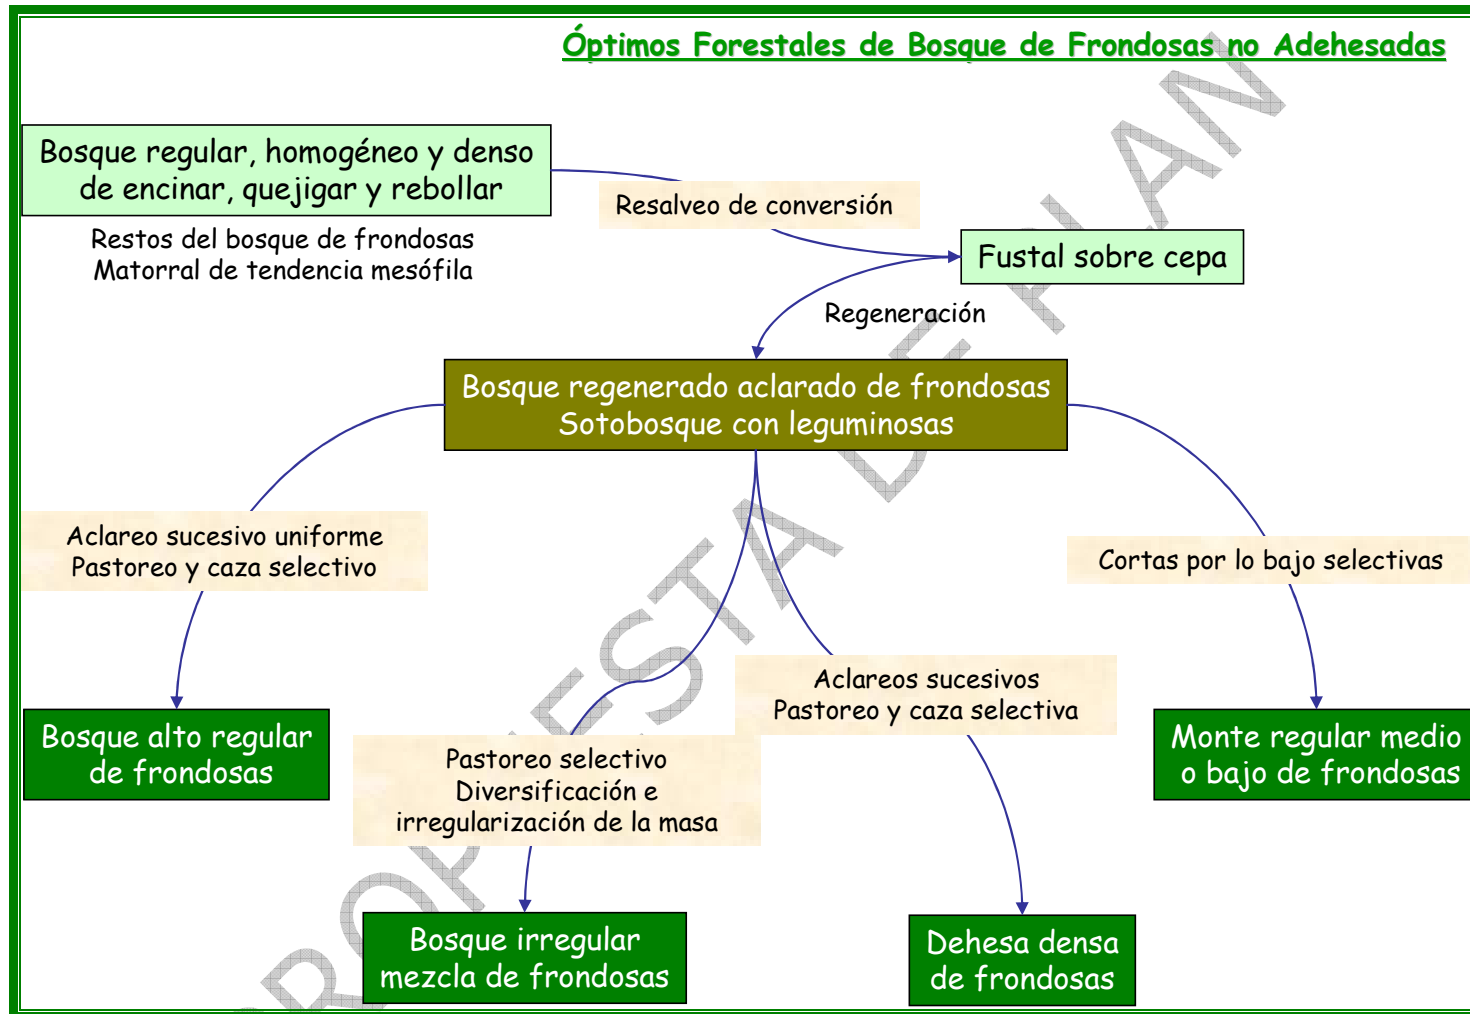 Óptimos Forestales de Bosque de Frondosas no Adehesadas
Bosque regular, homogéneo y denso
de encinar, quejigar y rebollar
Restos del bosque de frondosas
Matorral de tendencia mesófila
Resalveo de conversión
Fustal sobre cepa
Regeneración
Bosque regenerado aclarado de frondosas
Sotobosque con leguminosas
Aclareo sucesivo uniforme
Pastoreo y caza selectivo
Cortas por lo bajo selectivas
Aclareos sucesivos
Pastoreo y caza selectiva
Pastoreo selectivo
Diversificación e
irregularización de la masa
Bosque alto regular
de frondosas
Monte regular medio
o bajo de frondosas
Bosque irregular
mezcla de frondosas
Dehesa densa
de frondosas
PROPUESTA DE PLAN